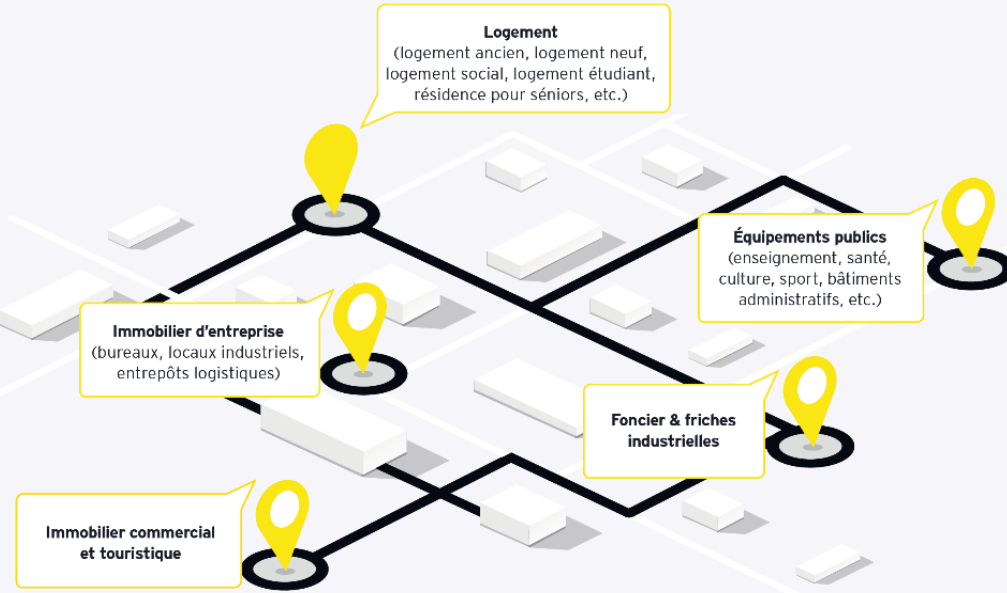 Logement
(logement ancien, logement neuf,
logement social, logement étudiant,
résidence pour séniors, etc.)
Équipements publics
(enseignement, santé,
culture, sport, bâtiments
administratifs, etc.)
Immobilier d'entreprise
(bureaux, locaux industriels,
entrepôts logistiques)
Foncier & friches
industrielles
Immobilier commercial
et touristique